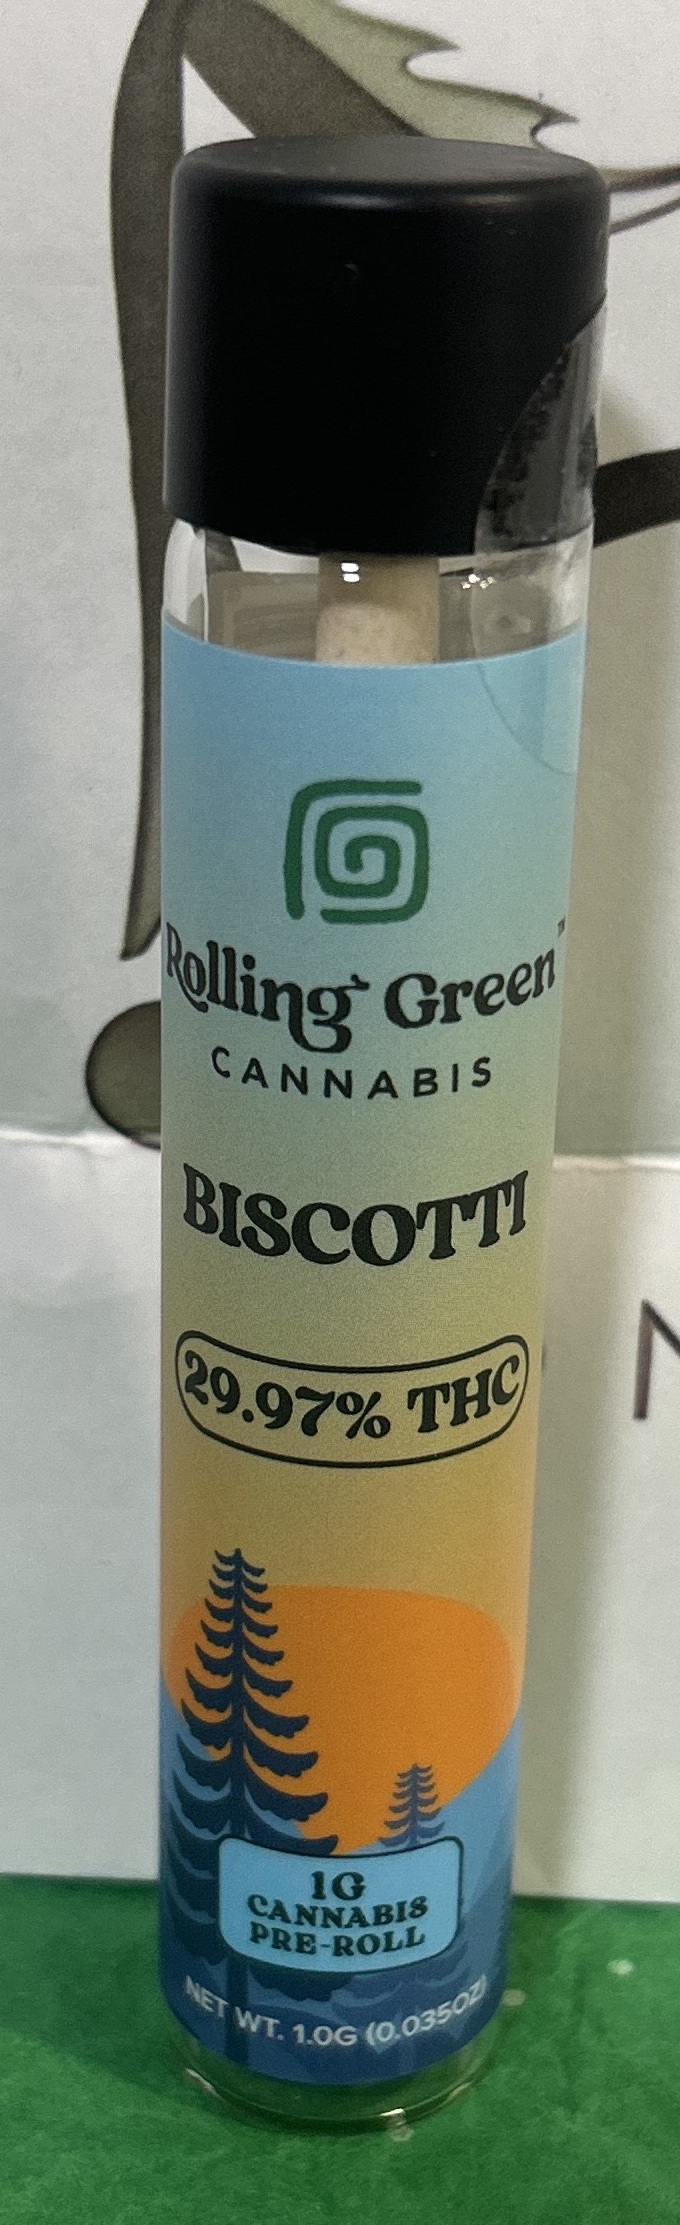 Rolling Green™
CANNABIS
BISCOTTI
29.97% THC
1G
CANNABIS
PRE-ROLL
NET WT. 1.0G (0.035OZ)
N